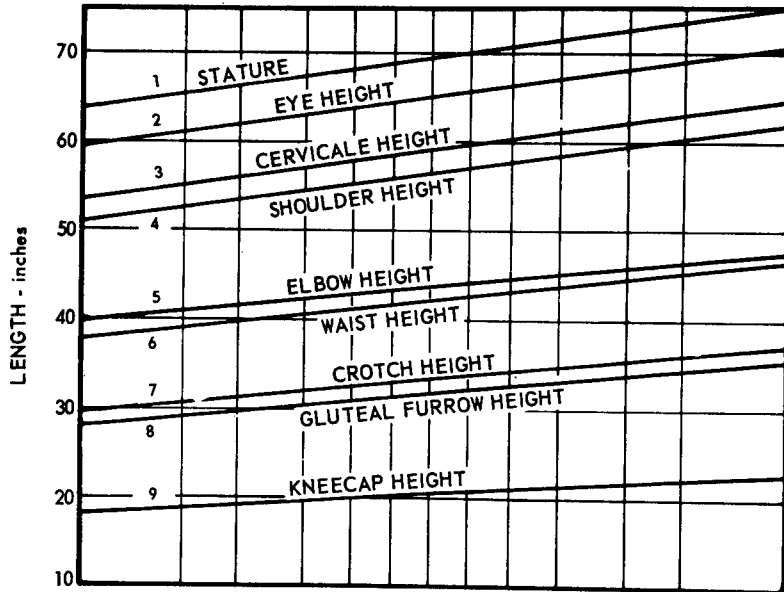 70
1 STATURE
2 EYE HEIGHT
60
3 CERVICALE HEIGHT
4 SHOULDER HEIGHT
50
LENGTH - inches
5 ELBOW HEIGHT
40
6 WAIST HEIGHT
7 CROTCH HEIGHT
30
8 GLUTEAL FURROW HEIGHT
9 KNEECAP HEIGHT
20
10